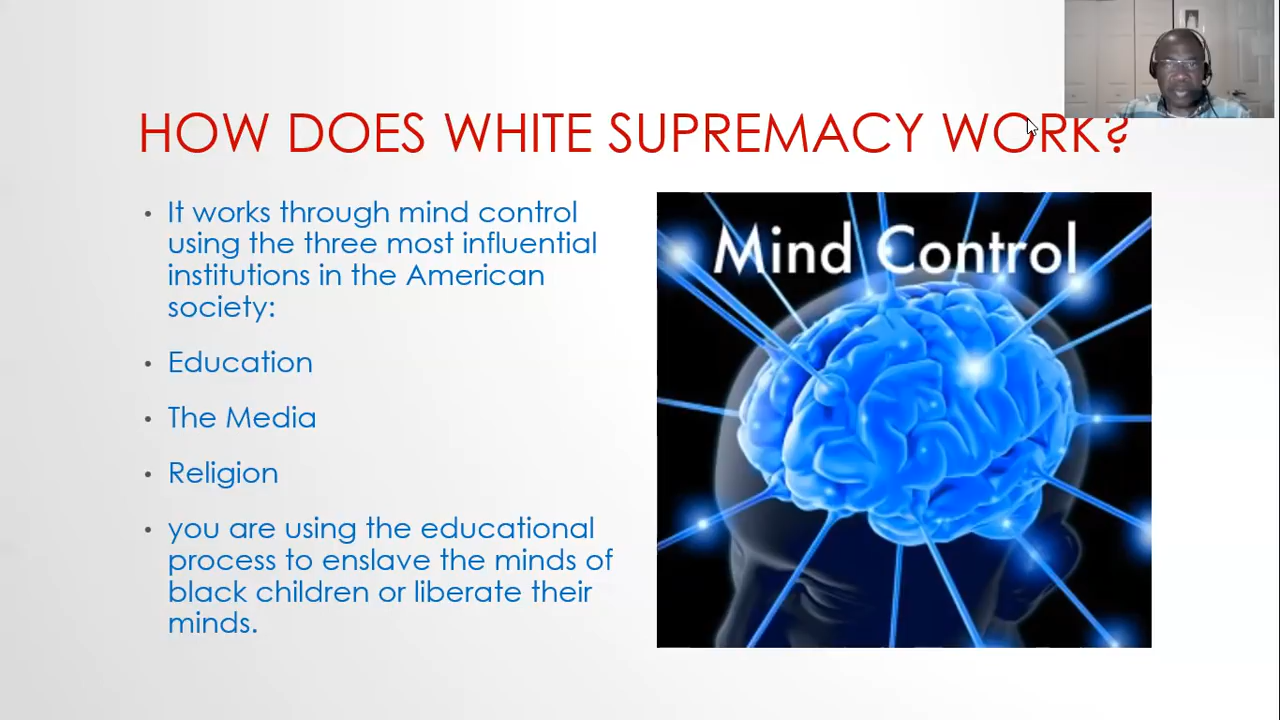 HOW DOES WHITE SUPREMACY WORK?
It works through mind control
using the three most influential
institutions in the American
society:
Education
The Media
Religion
you are using the educational
process to enslave the minds of
black children or liberate their
minds.
Mind Control